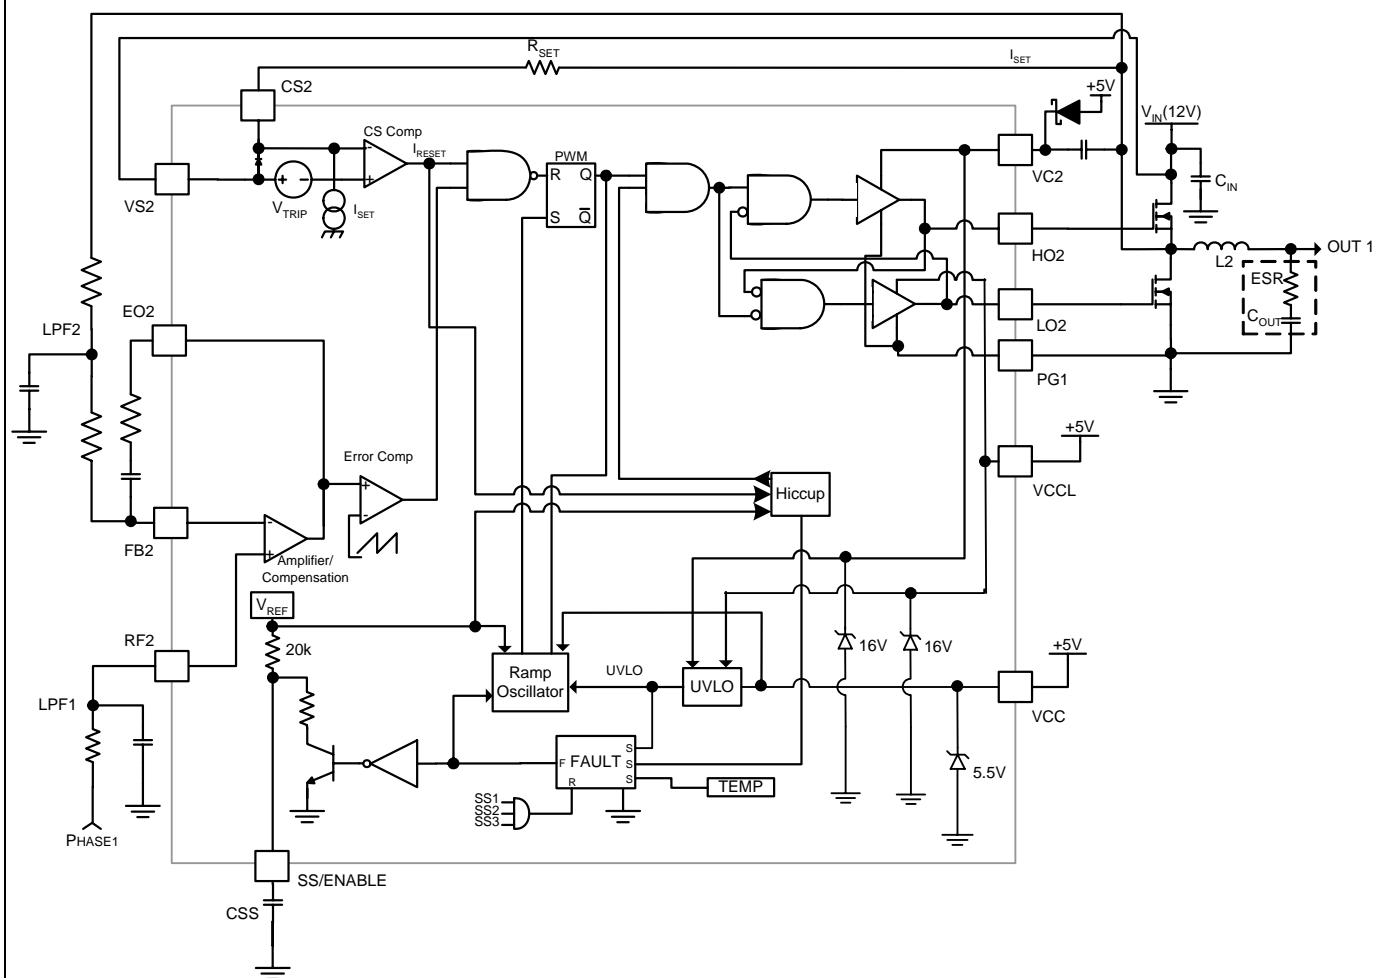 RSET
ISET
CS2
+5V
VIN(12V)
CS Comp
IRESET
PWM
R Q
S Q̅
- 
+
+ -
VTRIP
ISET
VS2
VC2
CIN
HO2
L2
OUT 1
ESR
COUT
LO2
PG1
EO2
LPF2
+5V
VCCL
Error Comp
+
-
Hiccup
FB2
-
+
Amplifier/
Compensation
VREF
20k
RF2
16V
16V
+5V
Ramp
Oscillator
UVLO
UVLO
VCC
LPF1
F FAULT
S
S
S
R
5.5V
TEMP
SS1
SS2
SS3
PHASE1
SS/ENABLE
CSS